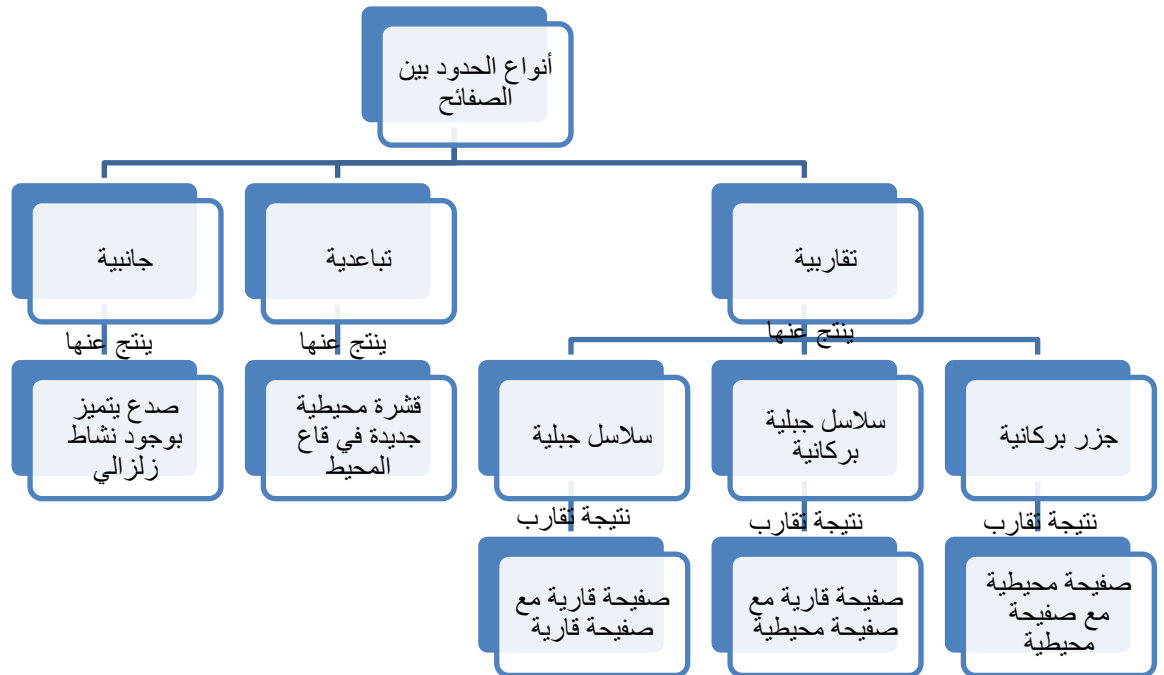 أنواع الحدود بين
الصفائح
تقاربية
تباعدية
جانبية
ينتج عنها
ينتج عنها
ينتج عنها
جزر بركانية
سلاسل جبلية
بركانية
سلاسل جبلية
قشرة محيطية
جديدة في قاع
المحيط
صدع يتميز
بوجود نشاط
زلزالي
نتيجة تقارب
نتيجة تقارب
نتيجة تقارب
صفيحة محيطية
مع صفيحة
محيطية
صفيحة قارية مع
صفيحة محيطية
صفيحة قارية مع
صفيحة قارية